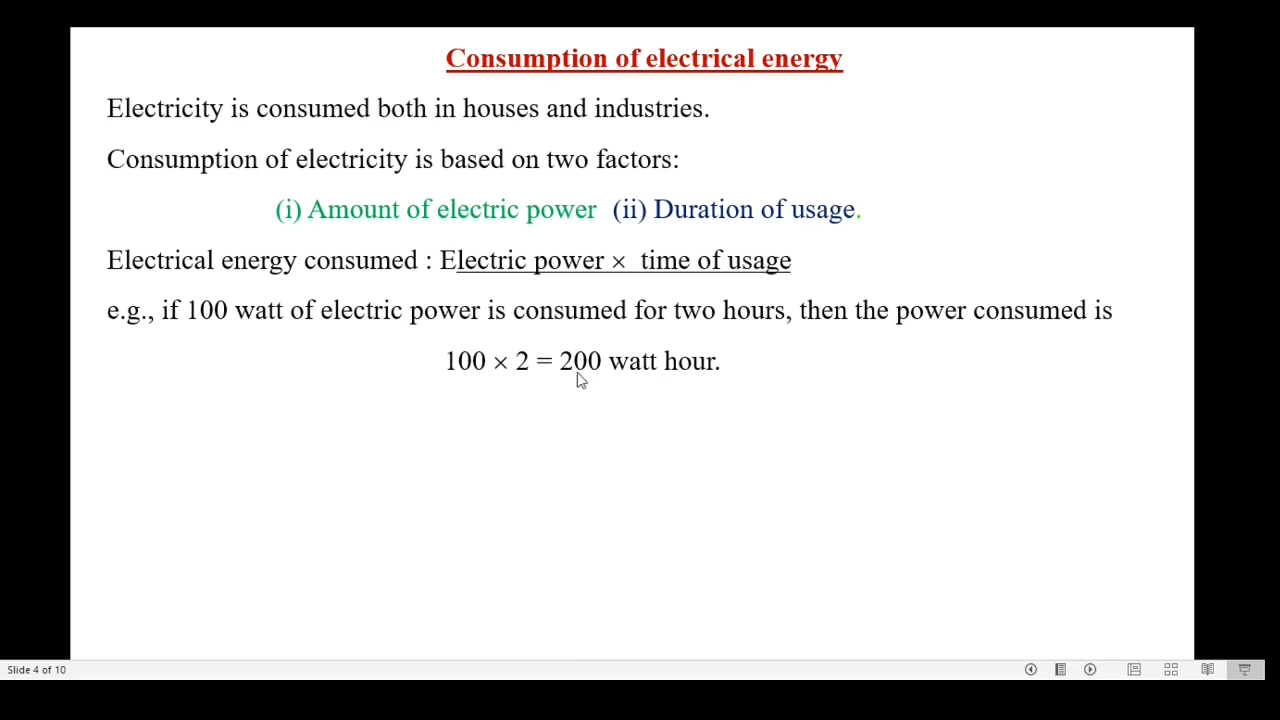 Consumption of electrical energy
Electricity is consumed both in houses and industries.
Consumption of electricity is based on two factors:
(i) Amount of electric power (ii) Duration of usage.
Electrical energy consumed : Electric power × time of usage
e.g., if 100 watt of electric power is consumed for two hours, then the power consumed is
100 × 2 = 200 watt hour.
Slide 4 of 10